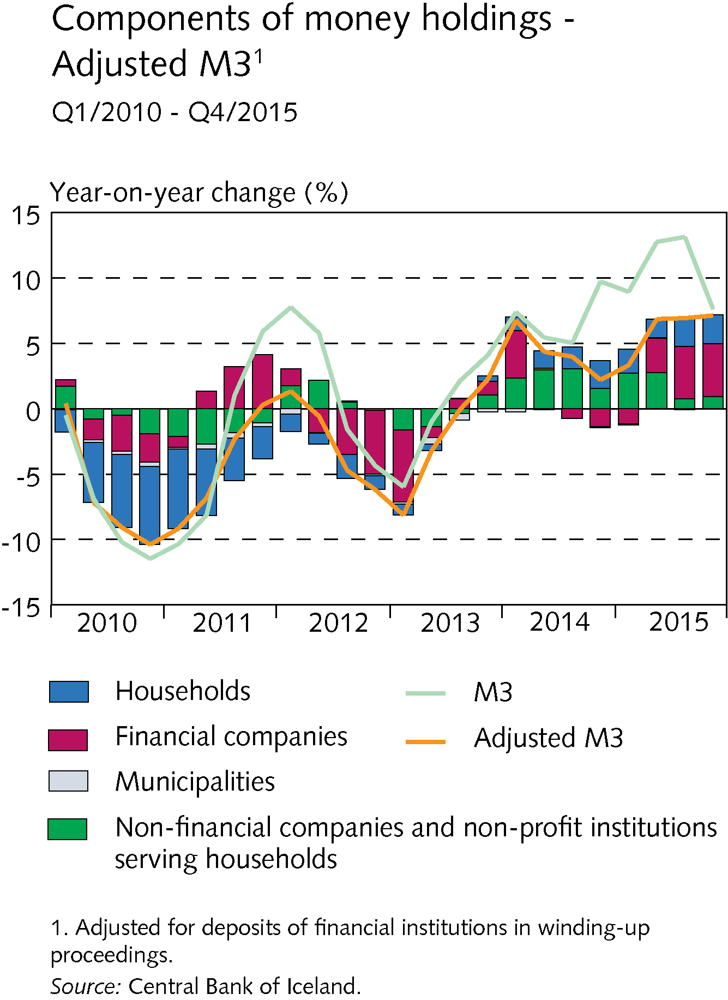 Components of money holdings -
Adjusted M3¹
Q1/2010 - Q4/2015
Year-on-year change (%)
15
10
5
0
-5
-10
-15
2010 2011 2012 2013 2014 2015
Households
M3
Financial companies
Adjusted M3
Municipalities
Non-financial companies and non-profit institutions
serving households
1. Adjusted for deposits of financial institutions in winding-up
proceedings.
Source: Central Bank of Iceland.